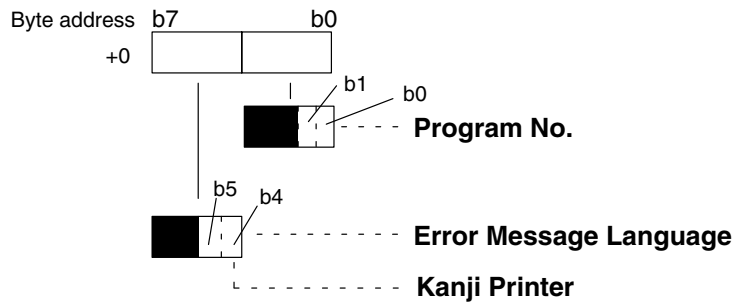 Byte address b7 b0
+0
b1
b0
Program No.
b5
b4
Error Message Language
Kanji Printer